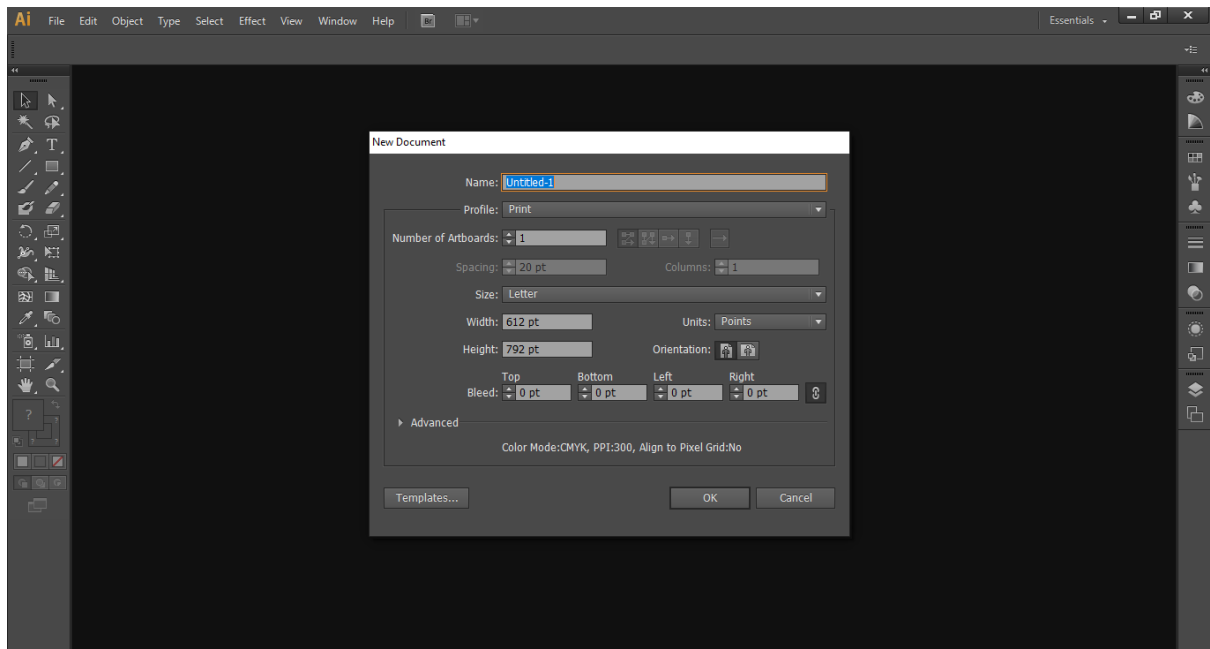 Ai File Edit Object Type Select Effect View Window Help Br Essentials
New Document
Name: Untitled-1
Profile: Print
Number of Artboards: 1
Spacing: 20 pt Columns: 1
Size: Letter
Width: 612 pt Units: Points
Height: 792 pt Orientation:
Top Bottom Left Right
Bleed: 0 pt 0 pt 0 pt 0 pt
Advanced
Color Mode:CMYK, PPI:300, Align to Pixel Grid:No
Templates... OK Cancel